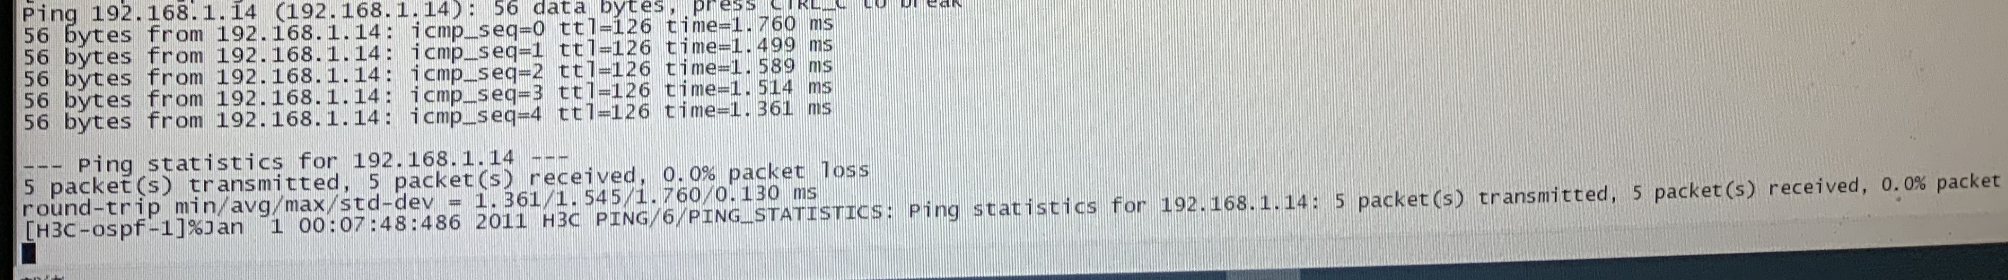 Ping 192.168.1.14 (192.168.1.14): 56 data bytes, press CTRL_C to break
56 bytes from 192.168.1.14: icmp_seq=0 ttl=126 time=1.760 ms
56 bytes from 192.168.1.14: icmp_seq=1 ttl=126 time=1.499 ms
56 bytes from 192.168.1.14: icmp_seq=2 ttl=126 time=1.589 ms
56 bytes from 192.168.1.14: icmp_seq=3 ttl=126 time=1.514 ms
56 bytes from 192.168.1.14: icmp_seq=4 ttl=126 time=1.361 ms
--- Ping statistics for 192.168.1.14 ---
5 packet(s) transmitted, 5 packet(s) received, 0.0% packet loss
round-trip min/avg/max/std-dev = 1.361/1.545/1.760/0.130 ms
[H3C-ospf-1]%Jan  1 00:07:48:486 2011 H3C PING/6/PING_STATISTICS: Ping statistics for 192.168.1.14: 5 packet(s) transmitted, 5 packet(s) received, 0.0% packet